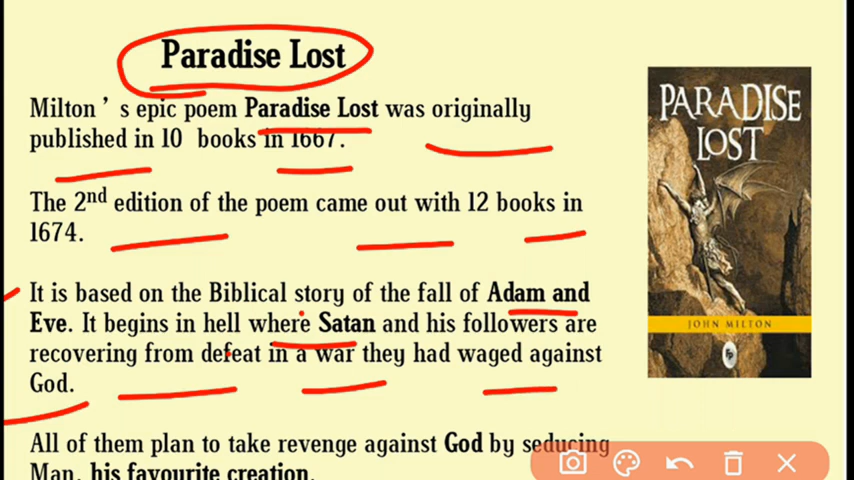 Paradise Lost
Milton ’ s epic poem Paradise Lost was originally
published in 10 books in 1667.
The 2nd edition of the poem came out with 12 books in
1674.
It is based on the Biblical story of the fall of Adam and
Eve. It begins in hell where Satan and his followers are
recovering from defeat in a war they had waged against
God.
All of them plan to take revenge against God by seducing
Man, his favourite creation.
PARADISE
LOST
JOHN MILTON